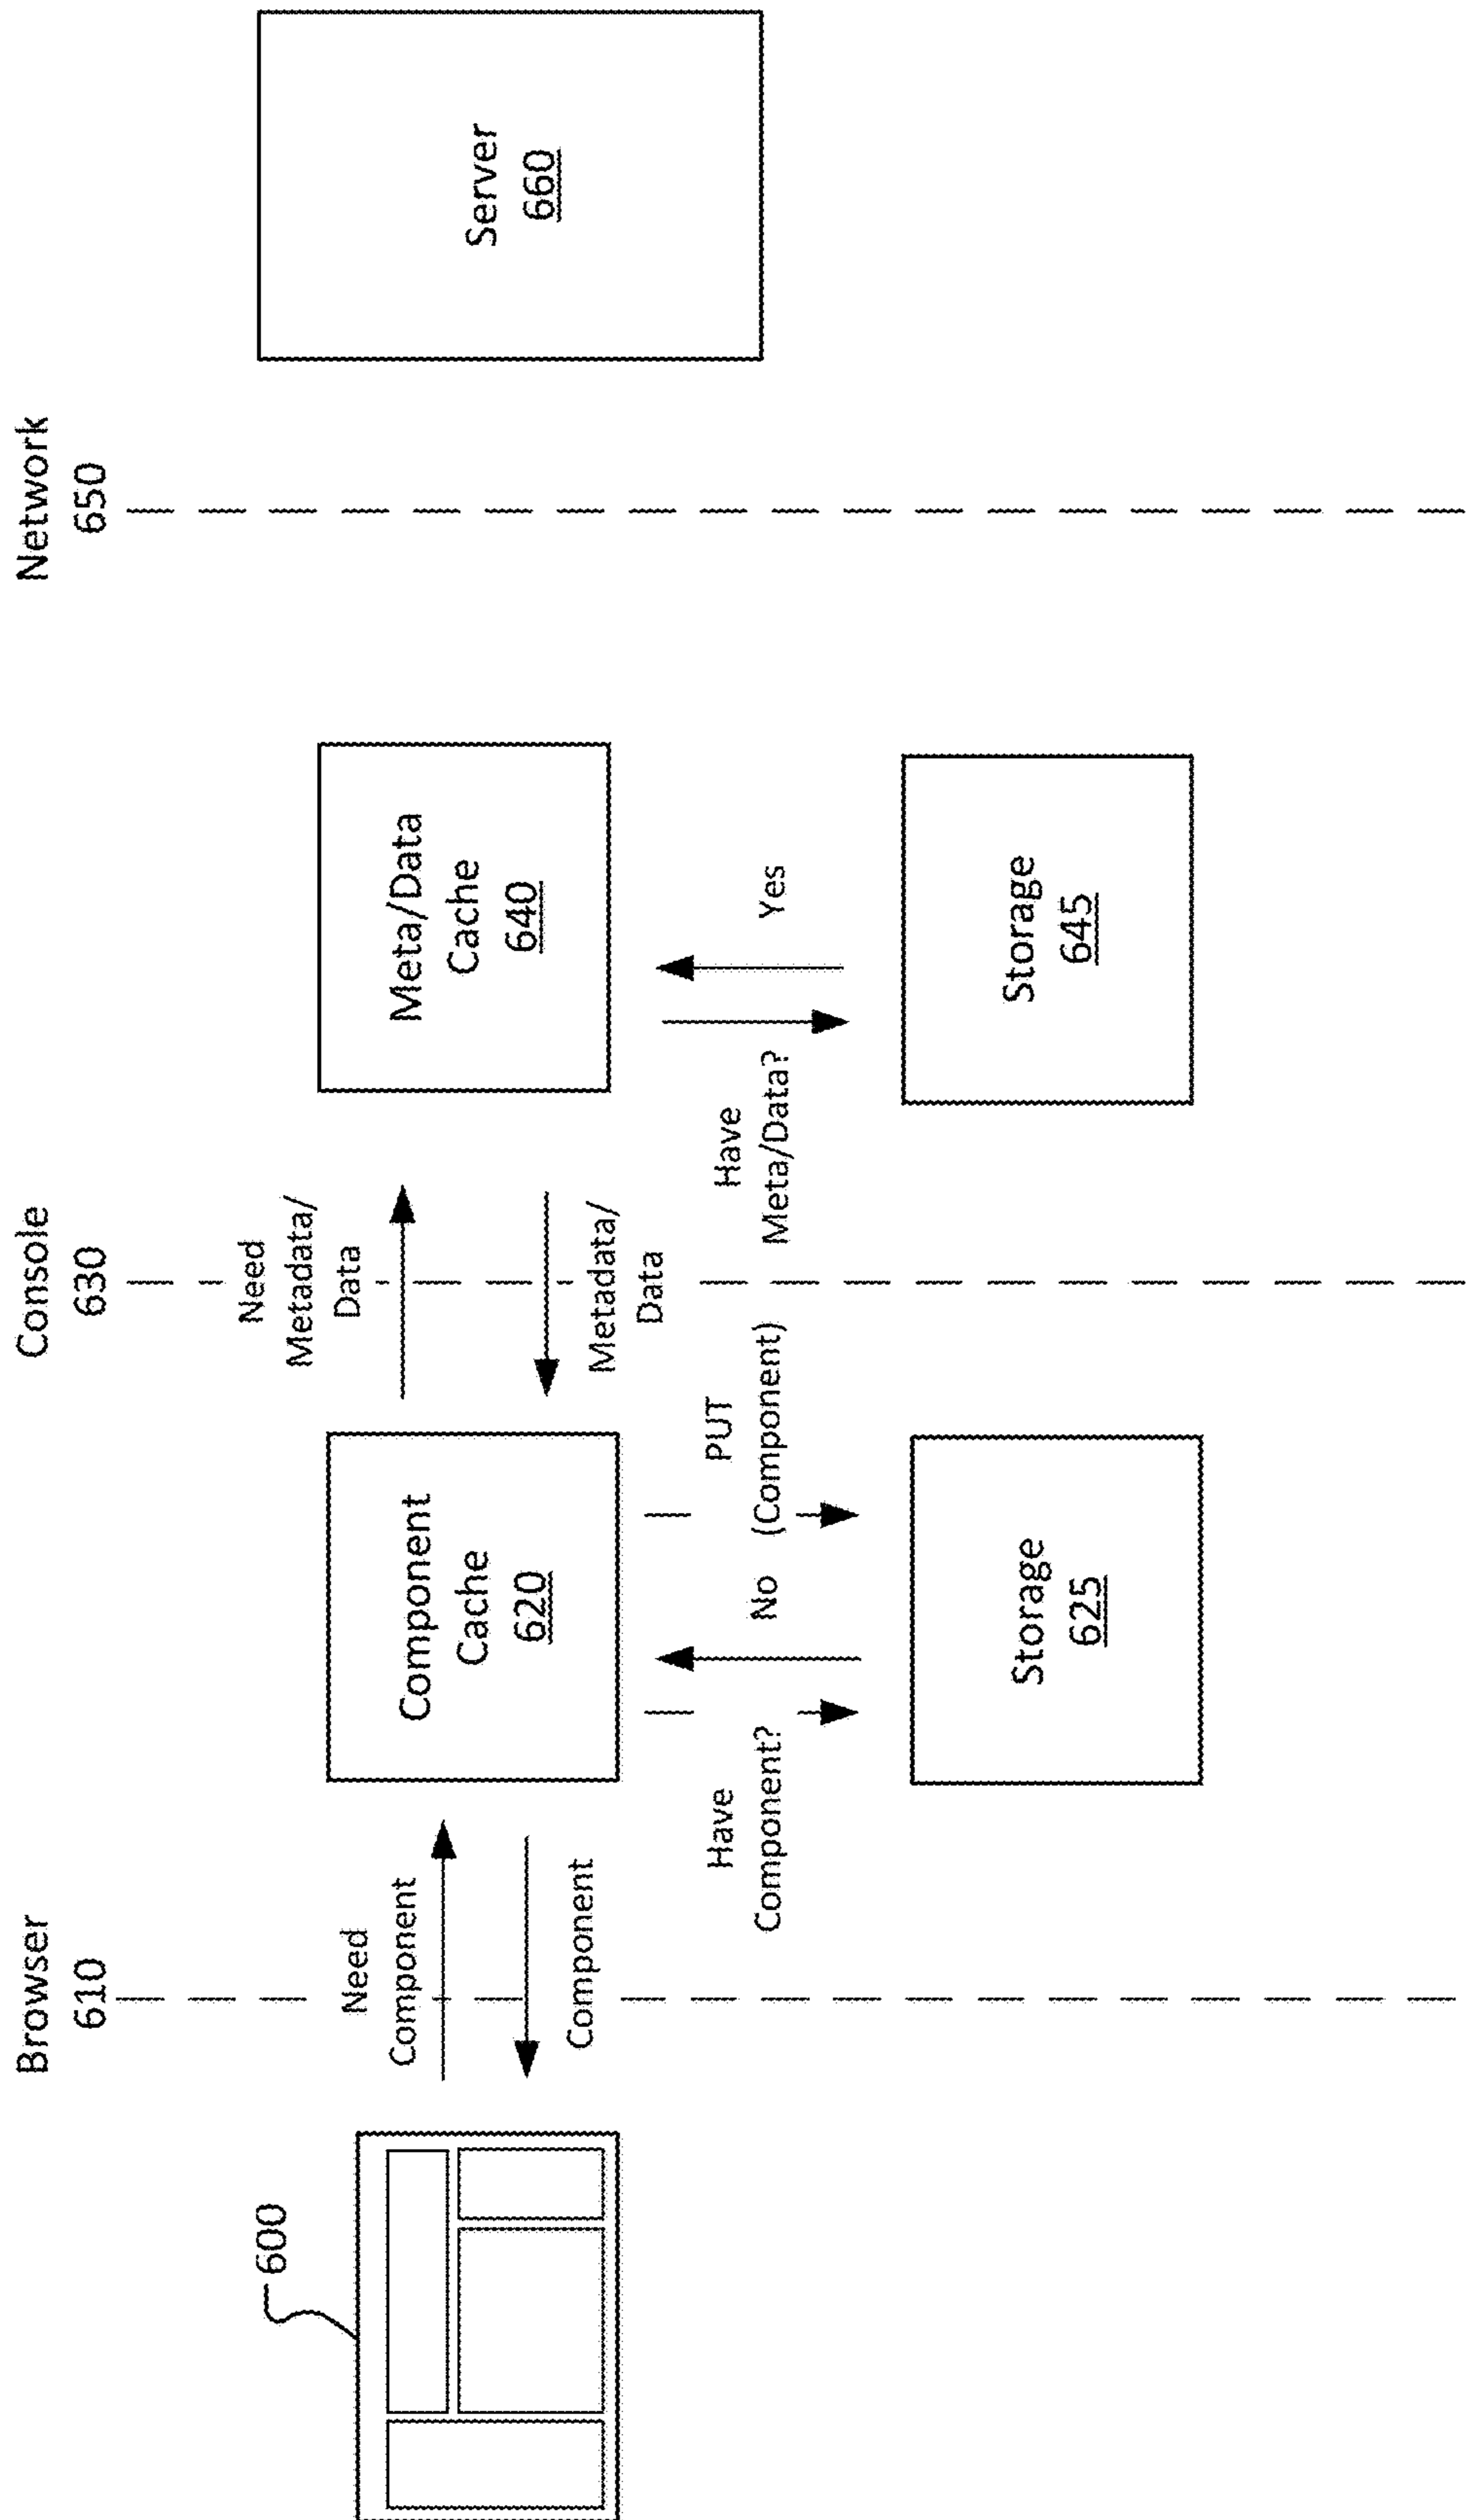 Browser
610
Console
630
Network
650
600
Need
Component
Component
Component
Cache
620
Have
Component?
No
PUT
(Component)
Storage
625
Need
Metadata/
Data
Metadata/
Data
Meta/Data
Cache
640
Have
Meta/Data?
Yes
Storage
645
Server
660